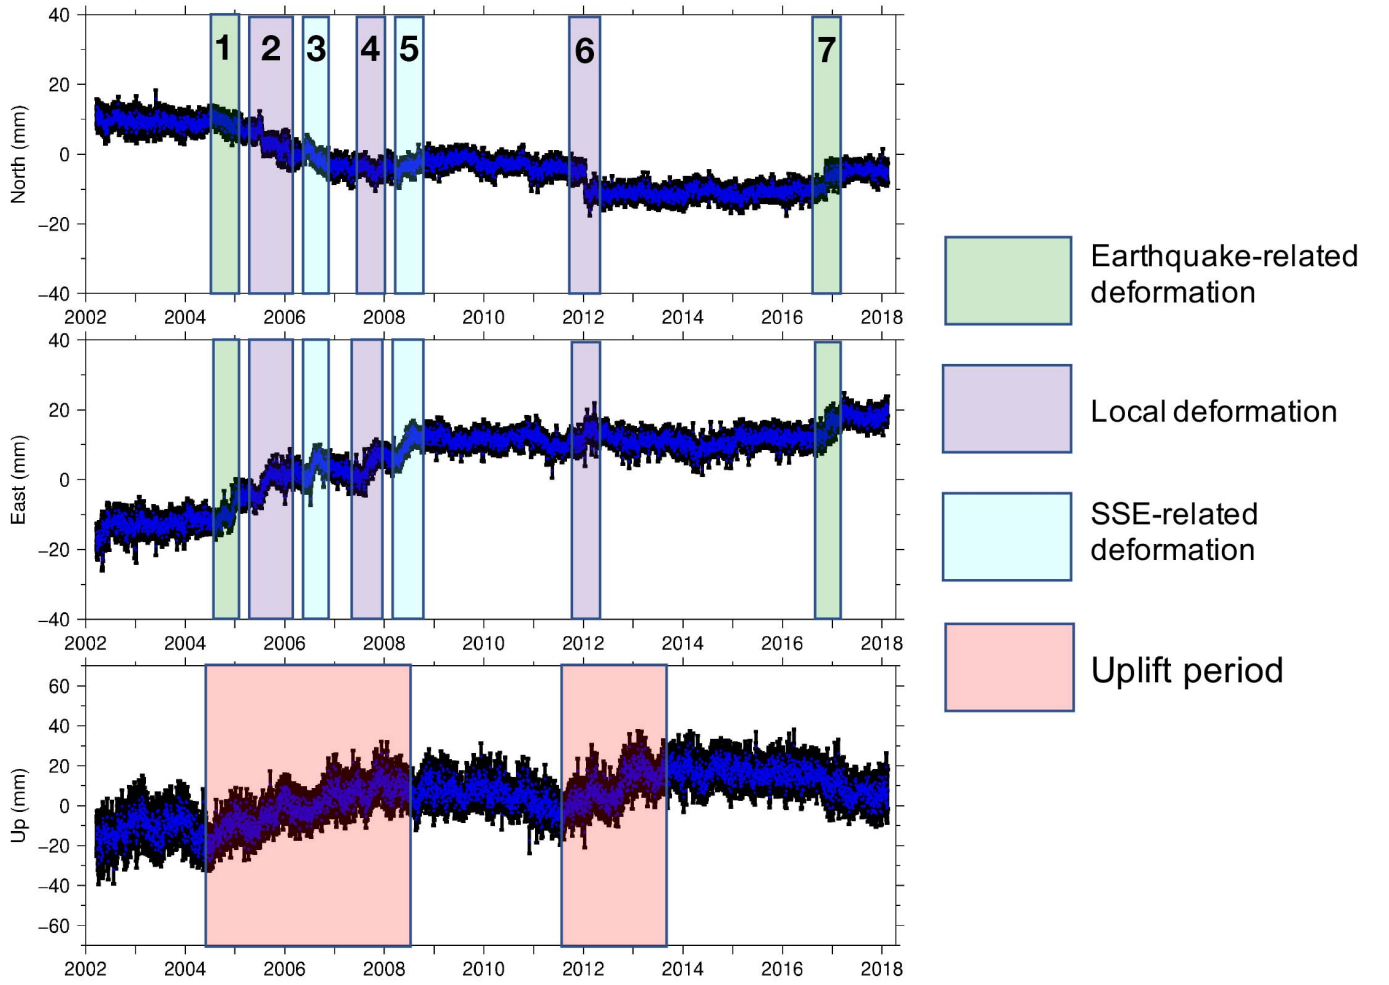 40
20
0
−20
−40
North (mm)
1
2
3
4
5
6
7
2002 2004 2006 2008 2010 2012 2014 2016 2018
40
20
0
−20
−40
East (mm)
2002 2004 2006 2008 2010 2012 2014 2016 2018
60
40
20
0
−20
−40
−60
Up (mm)
2002 2004 2006 2008 2010 2012 2014 2016 2018
Earthquake-related
deformation
Local deformation
SSE-related
deformation
Uplift period